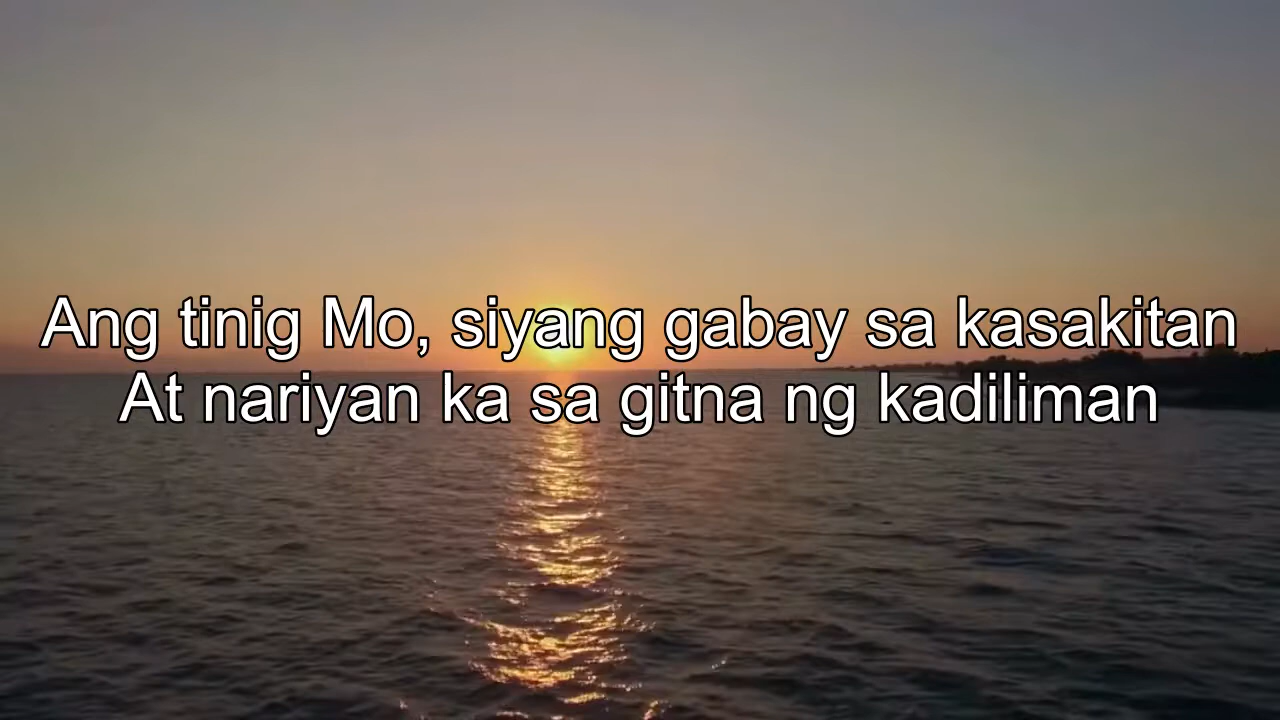 Ang tinig Mo, siyang gabay sa kasakitan
At nariyan ka sa gitna ng kadiliman